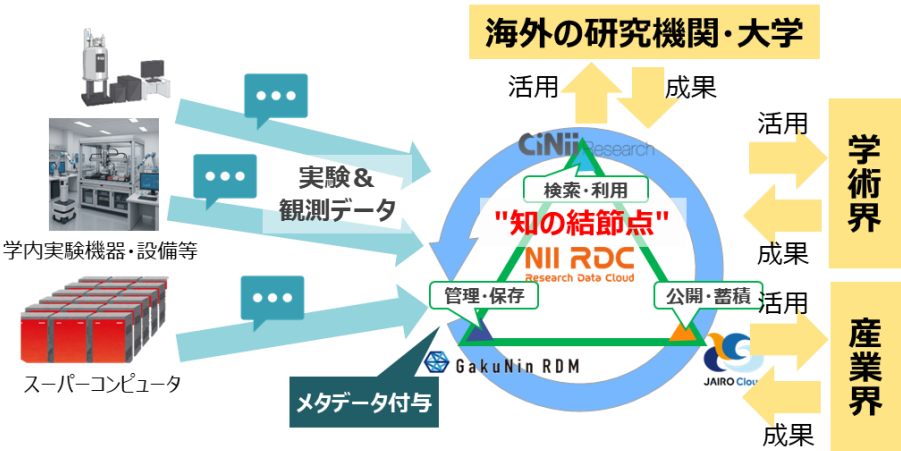 海外の研究機関・大学
活用
成果
CiNii Research
検索・利用
"知の結節点"
NII RDC
Research Data Cloud
管理・保存
公開・蓄積
GakuNin RDM
JAIRO Cloud
メタデータ付与
実験&
観測データ
学内実験機器・設備等
スーパーコンピュータ
活用
学術界
成果
活用
産業界
成果